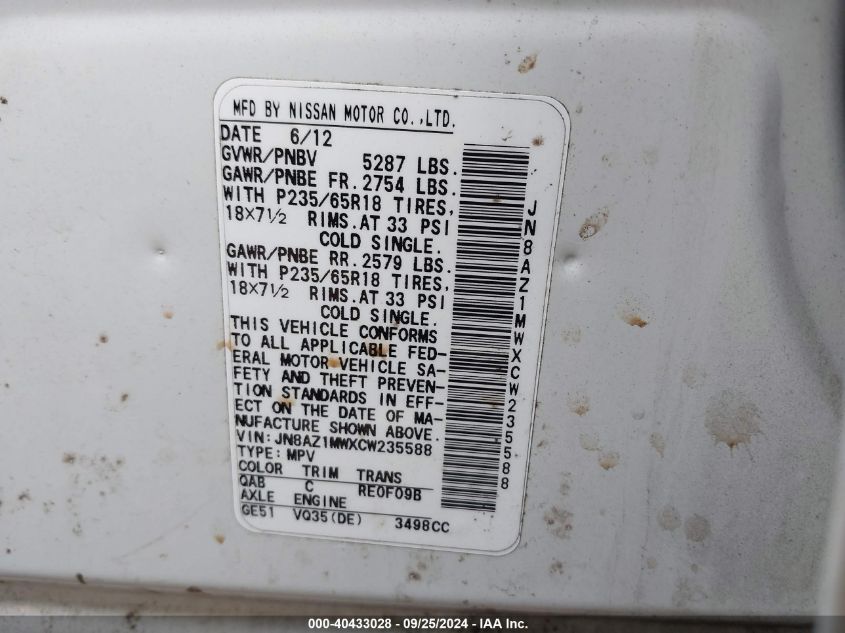 MFD BY NISSAN MOTOR CO.,LTD.
DATE 6/12
GVWR/PNBV 5287 LBS.
GAWR/PNBE FR. 2754 LBS.
WITH P235/65R18 TIRES,
18×7½ RIMS. AT 33 PSI
COLD SINGLE.
GAWR/PNBE RR. 2579 LBS.
WITH P235/65R18 TIRES,
18×7½ RIMS. AT 33 PSI
COLD SINGLE.
THIS VEHICLE CONFORMS
TO ALL APPLICABLE FED-
ERAL MOTOR VEHICLE SA-
FETY AND THEFT PREVEN-
TION STANDARDS IN EFF-
ECT ON THE DATE OF MA-
NUFACTURE SHOWN ABOVE.
VIN: JN8AZ1MWXCW235588
TYPE: MPV
COLOR TRIM TRANS
QAB C RE0F09B
AXLE ENGINE
GE51 VQ35(DE) 3498CC
JN8AZ1MWXCW235588
000-40433028 - 09/25/2024 - IAA Inc.